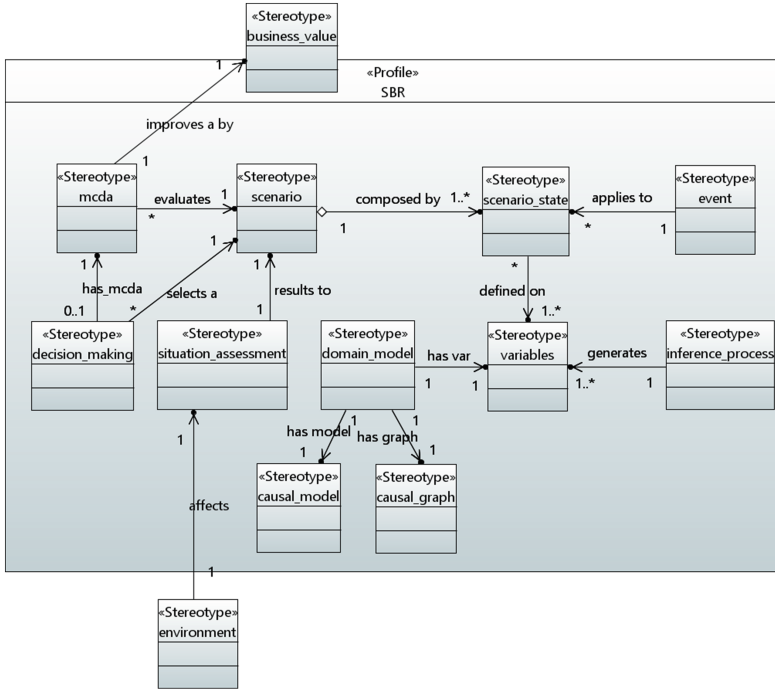 «Stereotype»
business_value
1
«Profile»
SBR
improves a by
1
«Stereotype»
mcda
evaluates
1
*
«Stereotype»
scenario
composed by
1..*
1
«Stereotype»
scenario_state
applies to
*
1
«Stereotype»
event
1
has_mcda
0..1
1
selects a
*
1
results to
1
*
defined on
1..*
«Stereotype»
decision_making
«Stereotype»
situation_assessment
«Stereotype»
domain_model
has var
1
1
«Stereotype»
variables
generates
1..*
1
«Stereotype»
inference_process
1
has model
1
1
has graph
1
1
«Stereotype»
causal_model
«Stereotype»
causal_graph
affects
1
«Stereotype»
environment